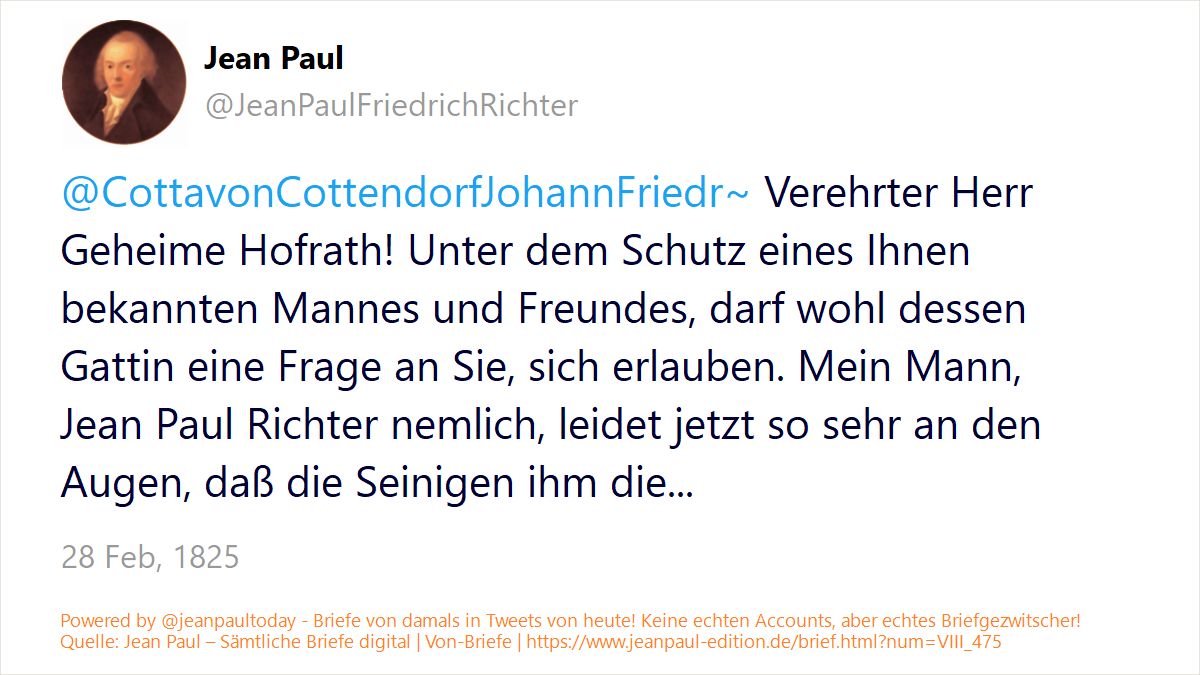 Jean Paul
@JeanPaulFriedrichRichter
@CottavonCottendorfJohannFriedr~ Verehrter Herr
Geheime Hofrath! Unter dem Schutz eines Ihnen
bekannten Mannes und Freundes, darf wohl dessen
Gattin eine Frage an Sie, sich erlauben. Mein Mann,
Jean Paul Richter nemlich, leidet jetzt so sehr an den
Augen, daß die Seinigen ihm die...
28 Feb, 1825
Powered by @jeanpaultoday - Briefe von damals in Tweets von heute! Keine echten Accounts, aber echtes Briefgezwitscher!
Quelle: Jean Paul – Sämtliche Briefe digital | Von-Briefe | https://www.jeanpaul-edition.de/brief.html?num=VIII_475